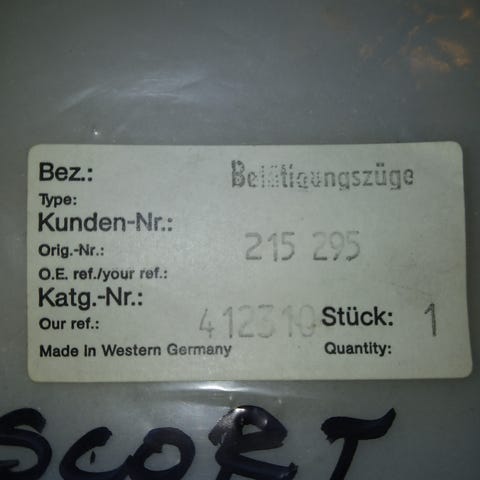 Bez.: Betätigungszüge
Type:
Kunden-Nr.:
Orig.-Nr.: 215 295
O.E. ref./your ref.:
Katg.-Nr.:
Our ref.: 412310 Stück: 1
Made in Western Germany Quantity:
SCORT